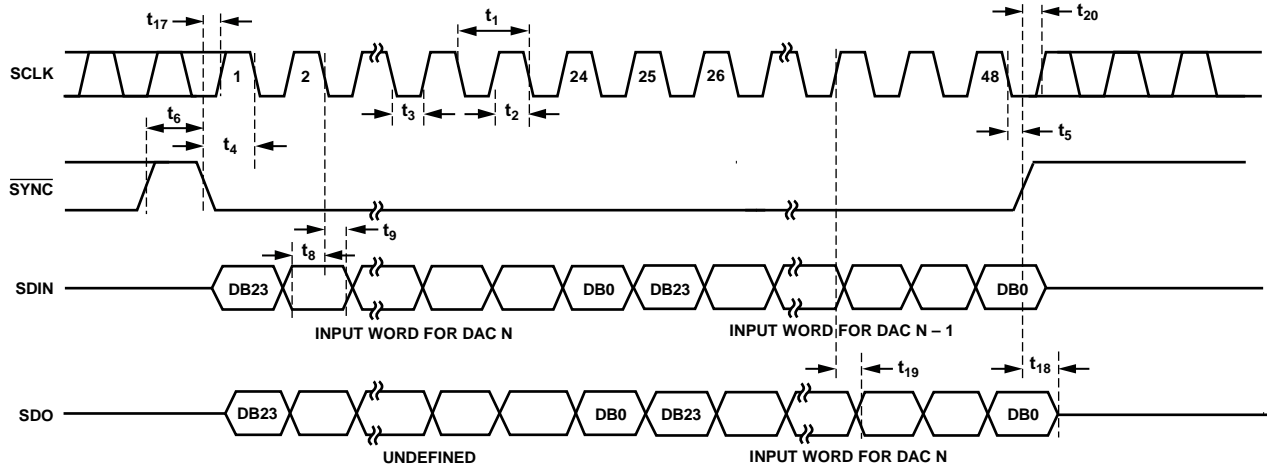 t17
t1
t20
SCLK
1
2
24
25
26
48
t3
t2
t6
t4
t5
SYNC
t9
t8
SDIN
DB23
DB0
DB23
DB0
INPUT WORD FOR DAC N
INPUT WORD FOR DAC N – 1
t19
t18
SDO
DB23
DB0
DB23
DB0
UNDEFINED
INPUT WORD FOR DAC N